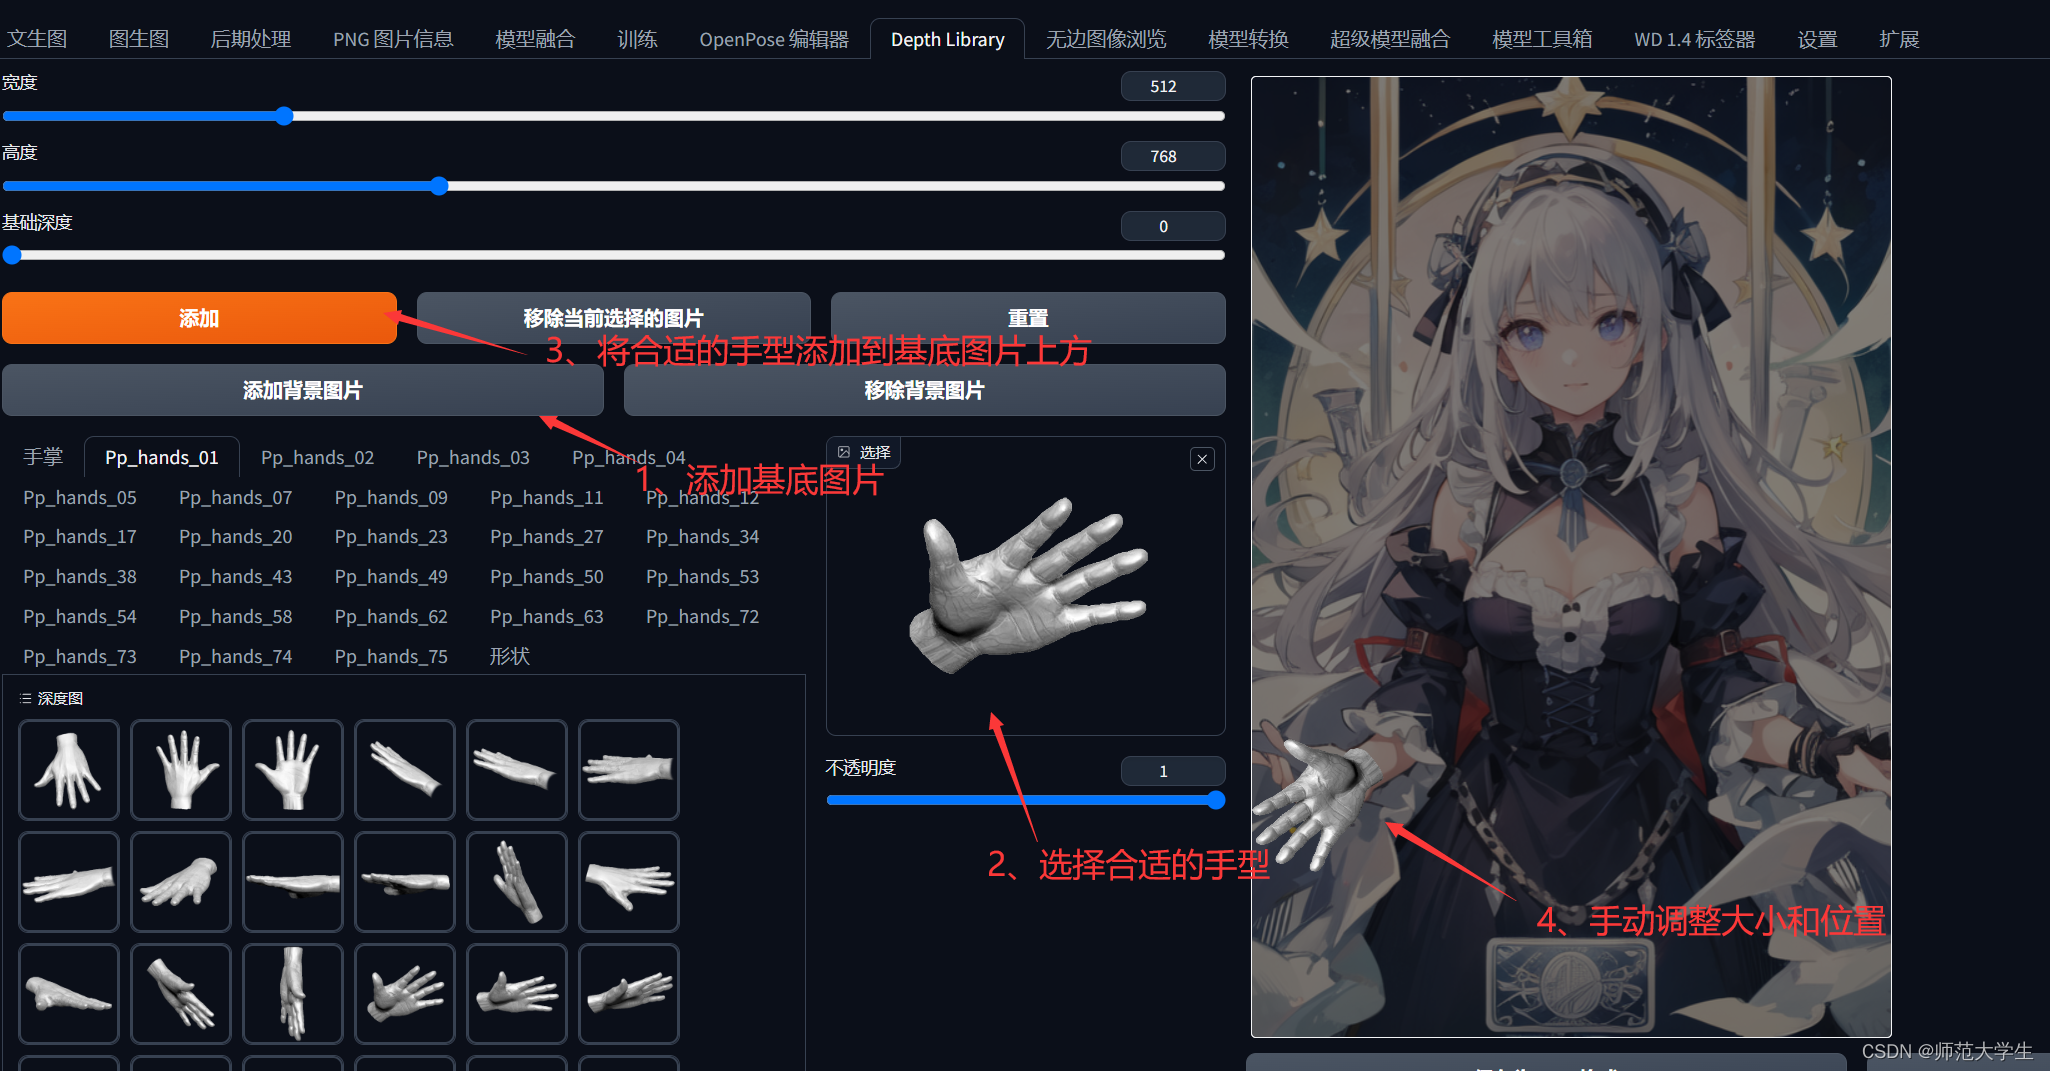 文生图 图生图 后期处理 PNG 图片信息 模型融合 训练 OpenPose 编辑器 Depth Library 无边图像浏览 模型转换 超级模型融合 模型工具箱 WD 1.4 标签器 设置 扩展
宽度 512
高度 768
基础深度 0
添加 移除当前选择的图片 重置
3、将合适的手型添加到基底图片上方
添加背景图片 移除背景图片
手掌 Pp_hands_01 Pp_hands_02 Pp_hands_03 Pp_hands_04
选择
1、添加基底图片
Pp_hands_05 Pp_hands_07 Pp_hands_09 Pp_hands_11 Pp_hands_12
Pp_hands_17 Pp_hands_20 Pp_hands_23 Pp_hands_27 Pp_hands_34
Pp_hands_38 Pp_hands_43 Pp_hands_49 Pp_hands_50 Pp_hands_53
Pp_hands_54 Pp_hands_58 Pp_hands_62 Pp_hands_63 Pp_hands_72
Pp_hands_73 Pp_hands_74 Pp_hands_75 形状
深度图
不透明度 1
2、选择合适的手型
4、手动调整大小和位置
CSDN @师范大学生